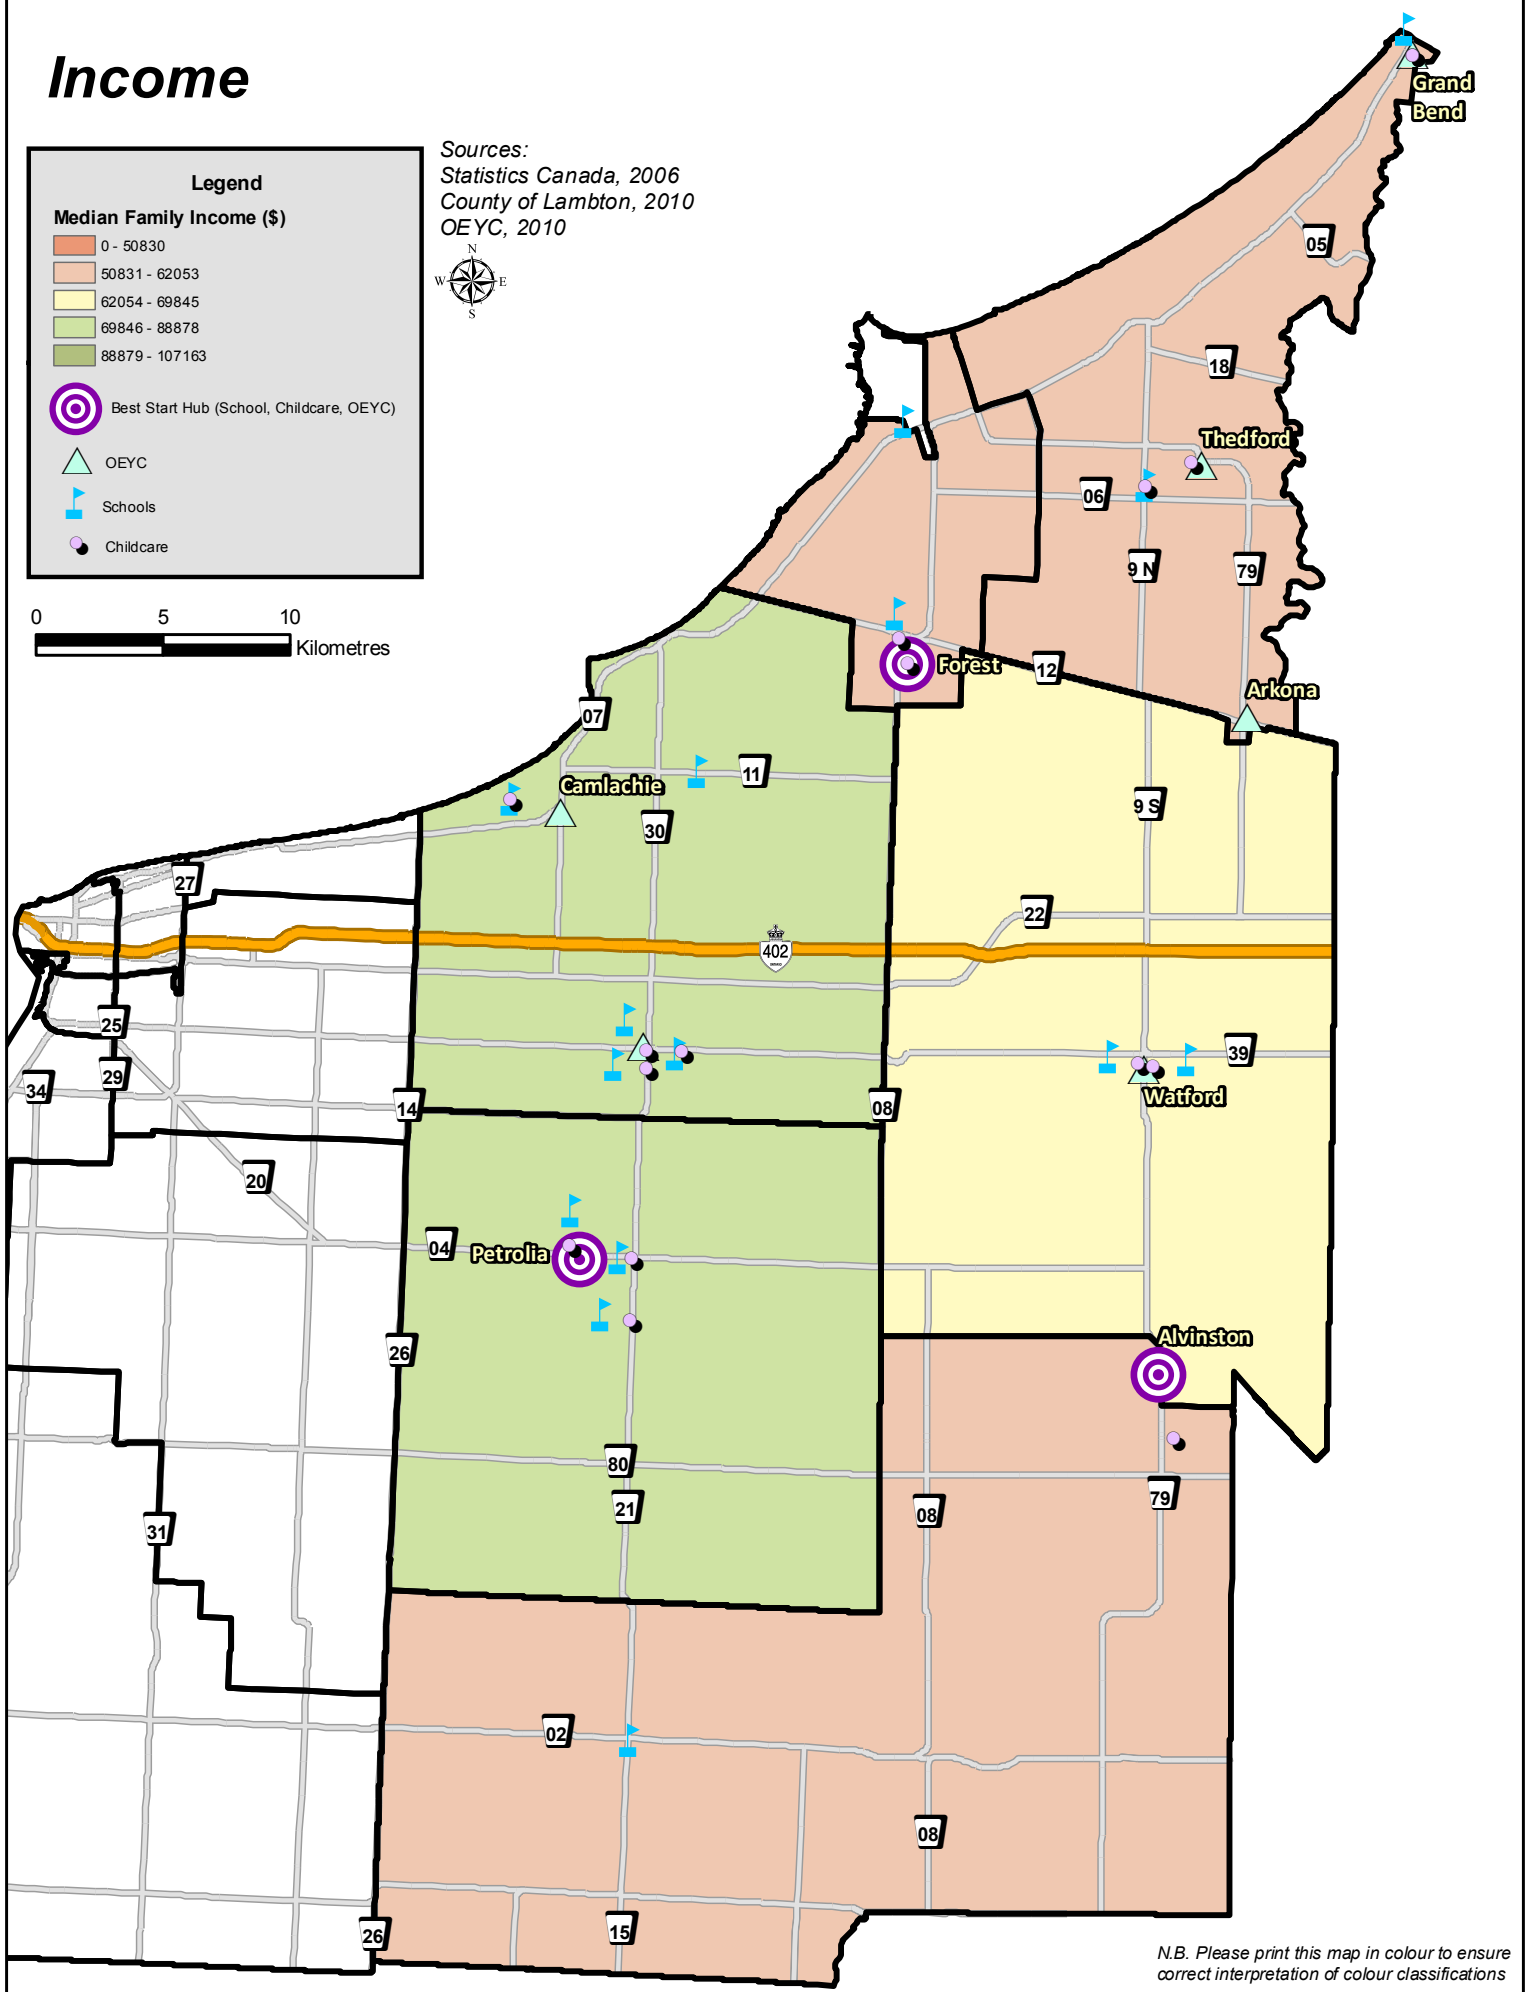 Income
Sources:
Statistics Canada, 2006
County of Lambton, 2010
OEYC, 2010
N
W
E
S
Legend
Median Family Income ($)
0 - 50830
50831 - 62053
62054 - 69845
69846 - 88878
88879 - 107163
Best Start Hub (School, Childcare, OEYC)
OEYC
Schools
Childcare
0
5
10
Kilometres
Grand
Bend
05
18
Thedford
06
9 N
79
Forest
12
Arkona
07
11
Camlachie
30
9 S
27
22
402
25
39
29
34
14
08
Watford
20
04
Petrolia
Alvinston
26
80
79
21
08
31
02
08
26
15
N.B. Please print this map in colour to ensure
correct interpretation of colour classifications